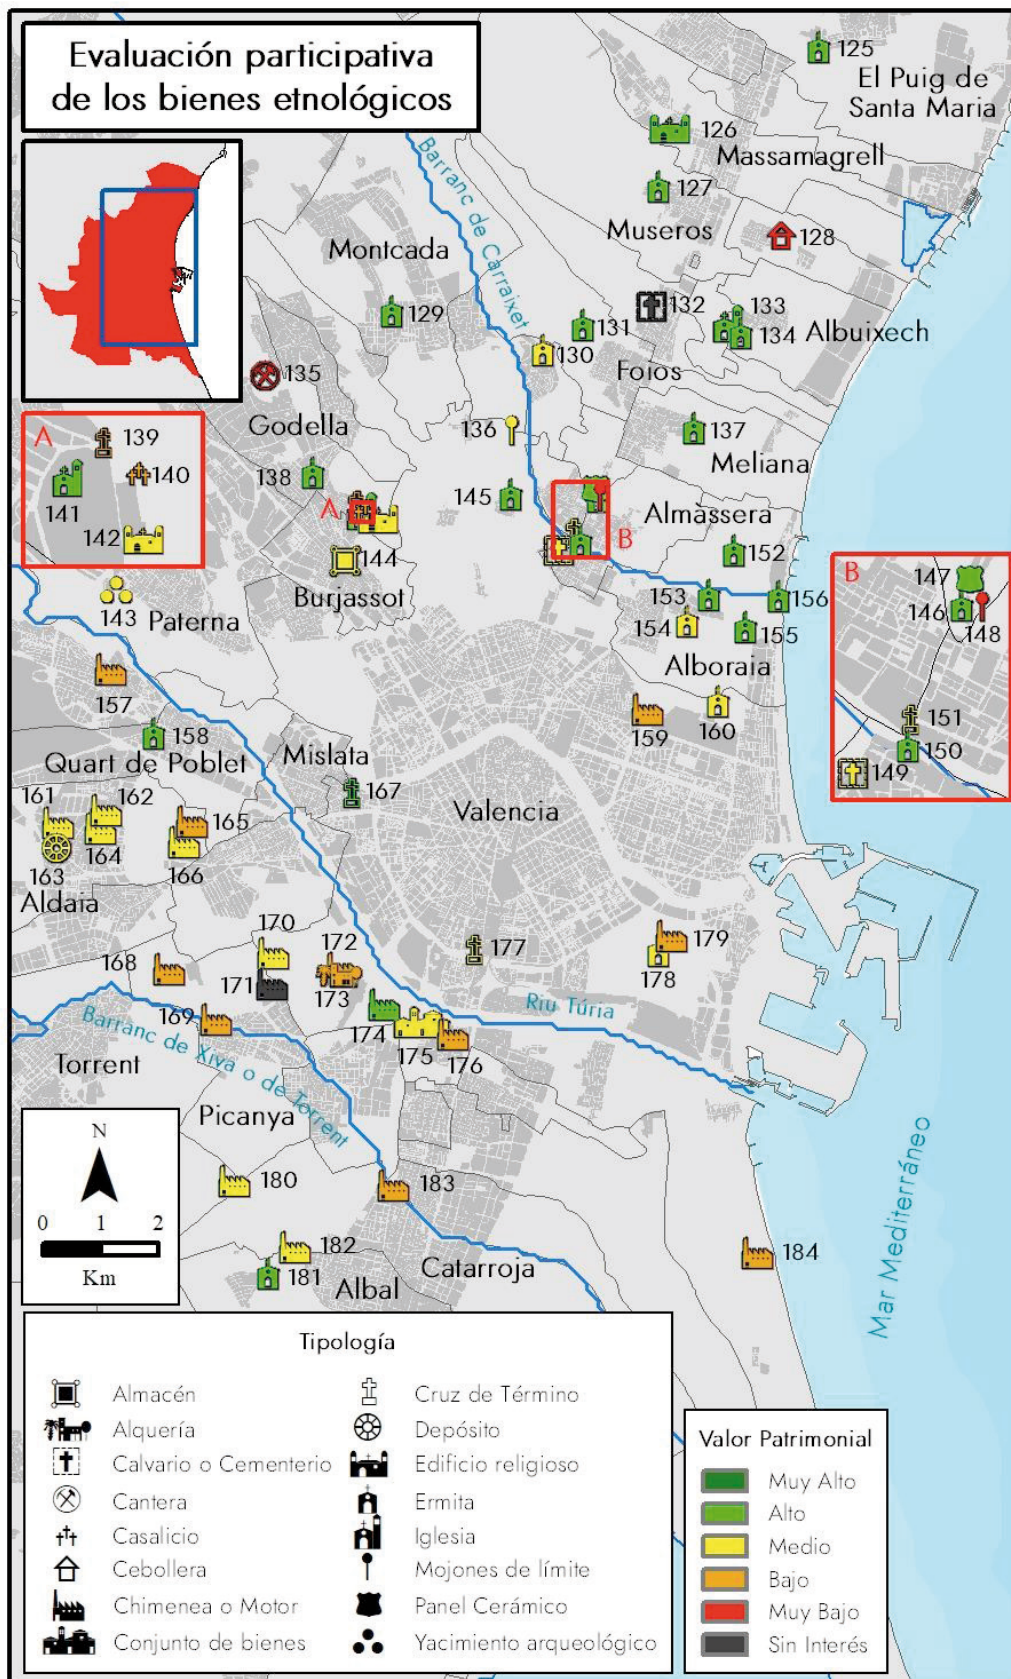 Evaluación participativa
de los bienes etnológicos
125
El Puig de
Santa Maria
126
Massamagrell
127
Museros
128
Barranc de Carraixet
Montcada
129
130
131
132
133
134
Albuixech
Foios
135
Godella
136
137
Meliana
138
A
139
140
141
142
A
144
Burjassot
143
Paterna
145
B
Almàssera
152
153
154
155
156
Alboraia
B
147
146
148
151
150
149
157
158
Quart de Poblet
Mislata
159
160
161
162
163
164
165
166
167
Aldaia
Valencia
168
169
170
171
172
173
174
175
176
177
178
179
Riu Túria
Barranc de Xiva o de Torrent
Torrent
Picanya
N
0 1 2
Km
180
181
182
183
184
Albal
Catarroja
Mar Mediterráneo
Tipología
Almacén
Alquería
Calvario o Cementerio
Cantera
Casalicio
Cebollera
Chimenea o Motor
Conjunto de bienes
Cruz de Término
Depósito
Edificio religioso
Ermita
Iglesia
Mojones de límite
Panel Cerámico
Yacimiento arqueológico
Valor Patrimonial
Muy Alto
Alto
Medio
Bajo
Muy Bajo
Sin Interés